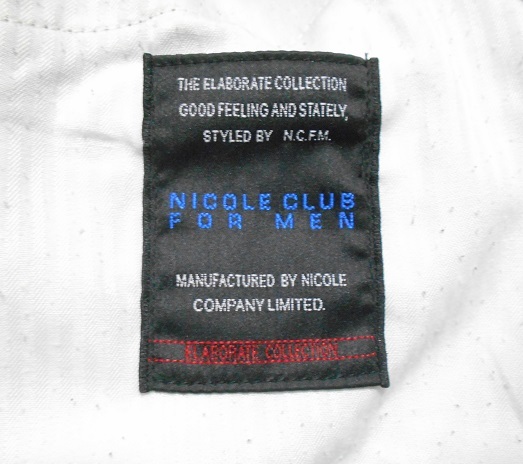 THE ELABORATE COLLECTION
GOOD FEELING AND STATELY,
STYLED BY N.C.F.M.
NICOLE CLUB
FOR MEN
MANUFACTURED BY NICOLE
COMPANY LIMITED.
ELABORATE COLLECTION